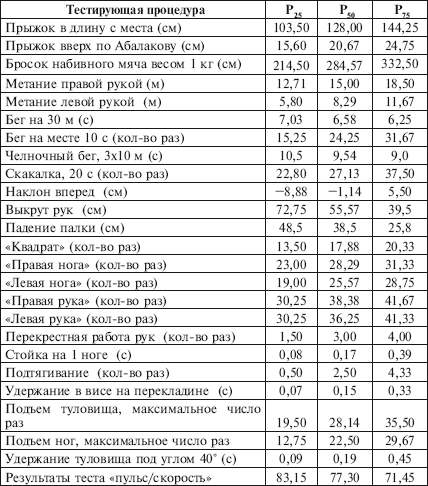 Тестирующая процедура P25 P50 P75
Прыжок в длину с места (см) 103,50 128,00 144,25
Прыжок вверх по Абалакову (см) 15,60 20,67 24,75
Бросок набивного мяча весом 1 кг (см) 214,50 284,57 332,50
Метание правой рукой (м) 12,71 15,00 18,50
Метание левой рукой (м) 5,80 8,29 11,67
Бег на 30 м (с) 7,03 6,58 6,25
Бег на месте 10 с (кол-во раз) 15,25 24,25 31,67
Челночный бег, 3х10 м (с) 10,5 9,54 9,0
Скакалка, 20 с (кол-во раз) 22,80 27,13 37,50
Наклон вперед (см) −8,88 −1,14 5,50
Выкрут рук (см) 72,75 55,57 39,5
Падение палки (см) 48,5 38,5 25,8
«Квадрат» (кол-во раз) 13,50 17,88 20,33
«Правая нога» (кол-во раз) 23,00 28,29 31,33
«Левая нога» (кол-во раз) 19,00 25,57 28,75
«Правая рука» (кол-во раз) 30,25 38,38 41,67
«Левая рука» (кол-во раз) 30,25 36,25 41,33
Перекрестная работа рук (кол-во раз) 1,50 3,00 4,00
Стойка на 1 ноге (с) 0,08 0,17 0,39
Подтягивание (кол-во раз) 0,50 2,50 4,33
Удержание в висе на перекладине (с) 0,07 0,15 0,33
Подъем туловища, максимальное число
раз 19,50 28,14 35,50
Подъем ног, максимальное число раз 12,75 22,50 29,67
Удержание туловища под углом 40° (с) 0,09 0,19 0,45
Результаты теста «пульс/скорость» 83,15 77,30 71,45